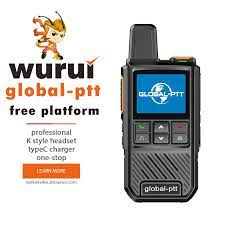 wurui
global-ptt
free platform
professional
K style headset
typeC charger
one-stop
LEARN MORE
GLOBAL-PTT
global-ptt